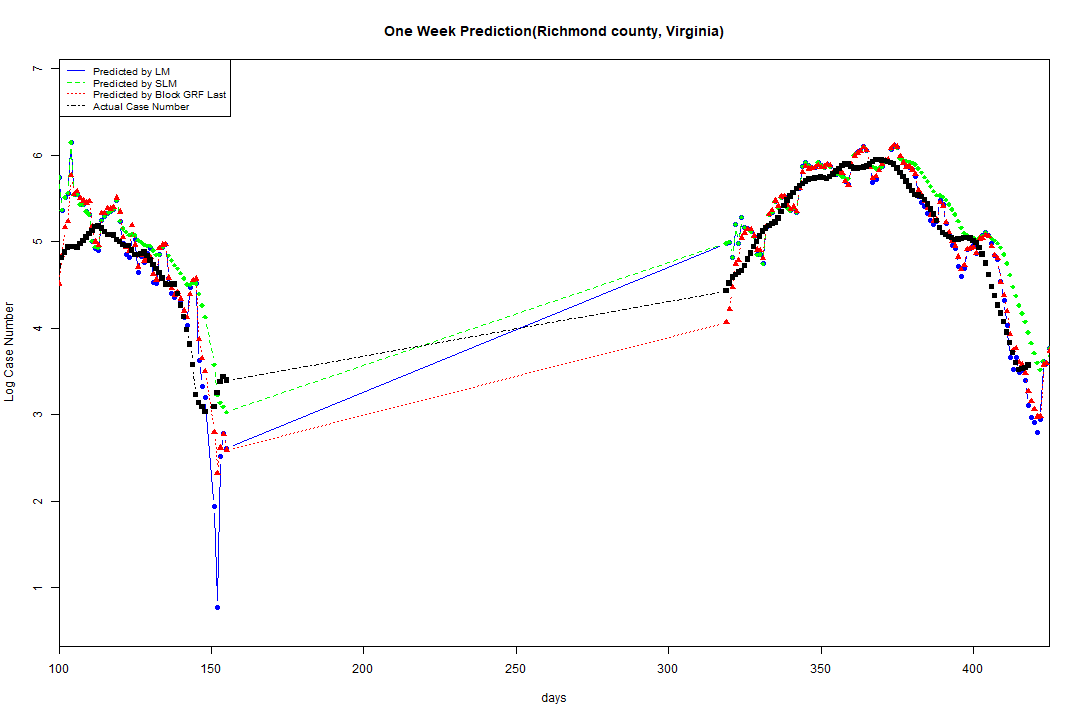 One Week Prediction(Richmond county, Virginia)
Predicted by LM
Predicted by SLM
Predicted by Block GRF Last
Actual Case Number
Log Case Number
7
6
5
4
3
2
1
100 150 200 250 300 350 400
days